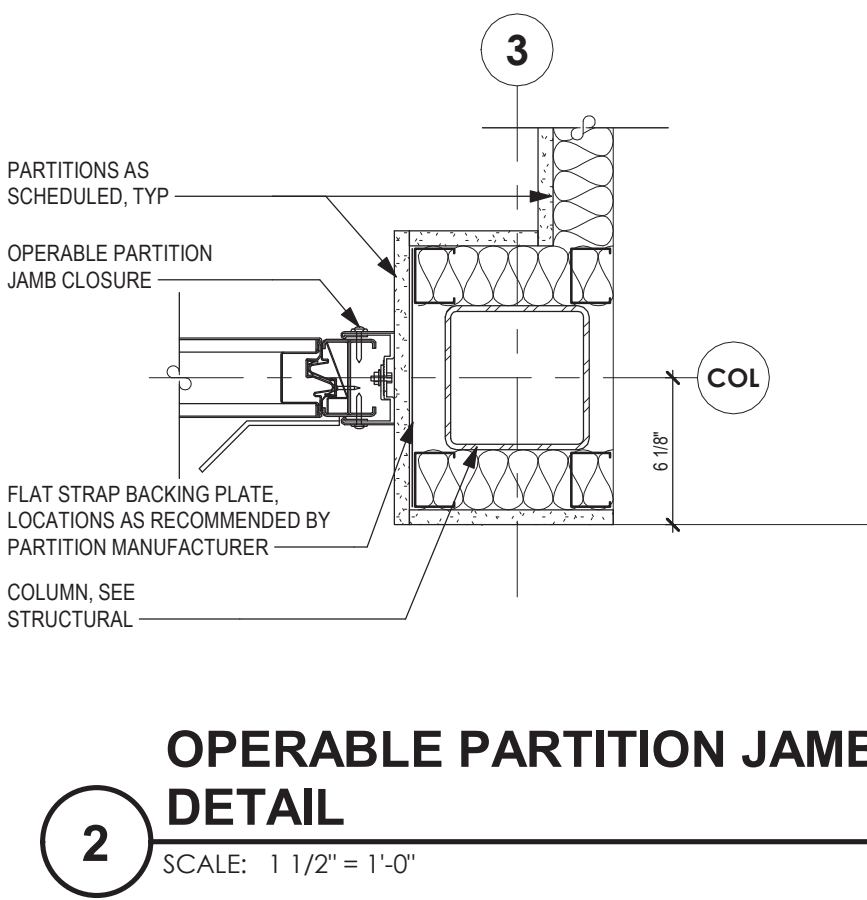 3
PARTITIONS AS
SCHEDULED, TYP
OPERABLE PARTITION
JAMB CLOSURE
COL
6 1/8"
FLAT STRAP BACKING PLATE,
LOCATIONS AS RECOMMENDED BY
PARTITION MANUFACTURER
COLUMN, SEE
STRUCTURAL
OPERABLE PARTITION JAMB
DETAIL
2
SCALE: 1 1/2" = 1'-0"